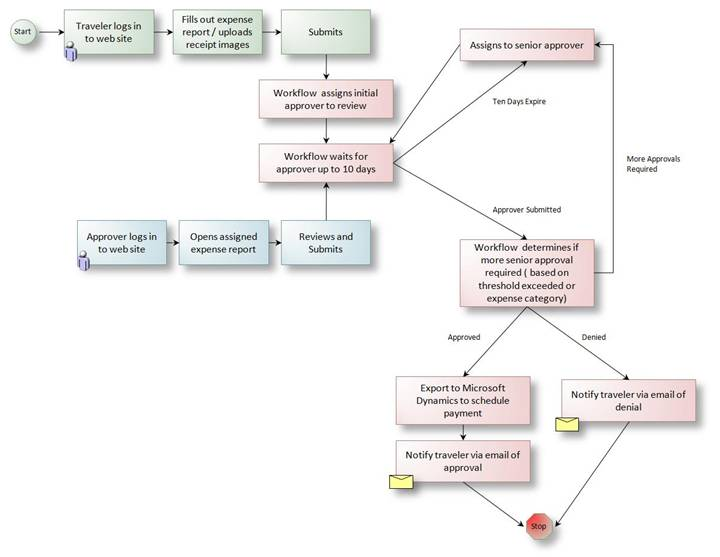 Start
Traveler logs in
to web site
Fills out expense
report / uploads
receipt images
Submits
Assigns to senior approver
Workflow assigns initial
approver to review
Ten Days Expire
Workflow waits for
approver up to 10 days
More Approvals
Required
Approver Submitted
Approver logs in
to web site
Opens assigned
expense report
Reviews and
Submits
Workflow determines if
more senior approval
required ( based on
threshold exceeded or
expense category)
Approved
Denied
Export to Microsoft
Dynamics to schedule
payment
Notify traveler via email of
denial
Notify traveler via email of
approval
Stop